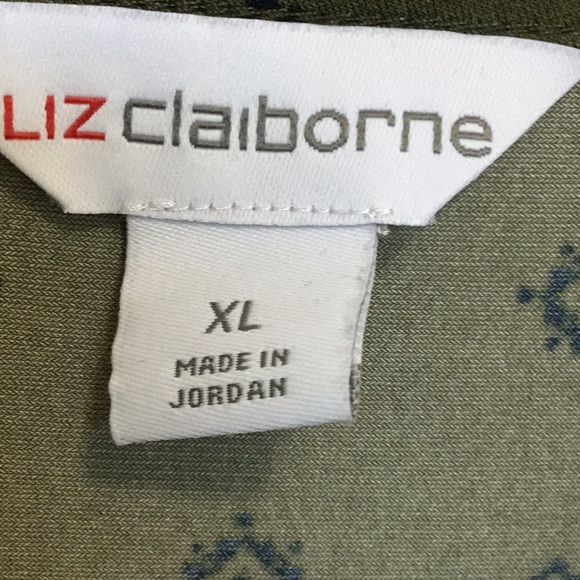 LIZ claiborne
XL
MADE IN
JORDAN